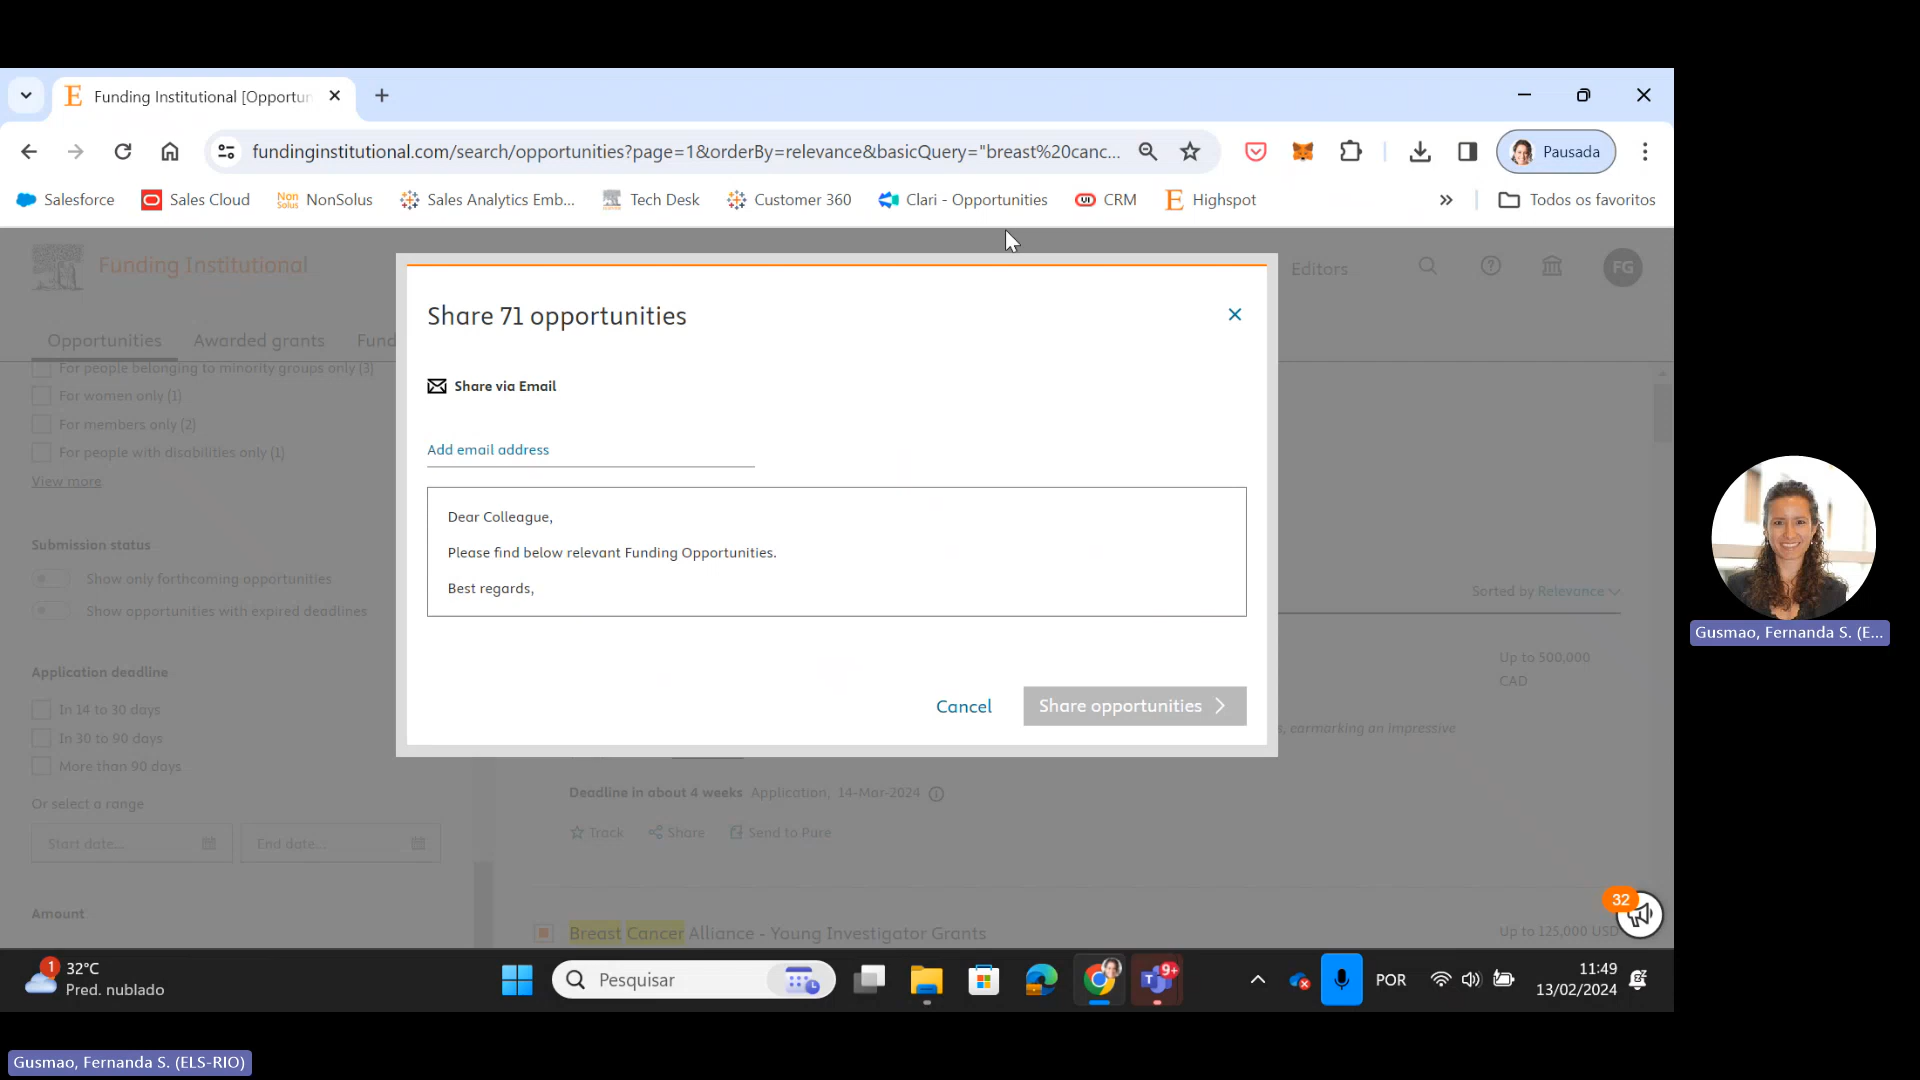 Funding Institutional [Opportun
fundinginstitutional.com/search/opportunities?page=1&orderBy=relevance&basicQuery="breast%20canc...
Pausada
Salesforce
Sales Cloud
Non Solus
NonSolus
Sales Analytics Emb...
Tech Desk
Customer 360
Clari - Opportunities
CRM
Highspot
Todos os favoritos
Funding Institutional
Editors
FG
Opportunities
Awarded grants
Fund
For people belonging to minority groups only (3)
For women only (1)
For members only (2)
For people with disabilities only (1)
View more
Submission status
Show only forthcoming opportunities
Show opportunities with expired deadlines
Application deadline
In 14 to 30 days
In 30 to 90 days
More than 90 days
Or select a range
Start date...
End date...
Amount
Share 71 opportunities
Share via Email
Add email address
Dear Colleague,
Please find below relevant Funding Opportunities.
Best regards,
Cancel
Share opportunities
Sorted by Relevance
Up to 500,000
CAD
s, earmarking an impressive
Deadline in about 4 weeks Application, 14-Mar-2024
Track
Share
Send to Pure
Breast Cancer Alliance - Young Investigator Grants
Up to 125,000 USD
32
1
32°C
Pred. nublado
Pesquisar
9+
POR
11:49
13/02/2024
Gusmao, Fernanda S. (E...
Gusmao, Fernanda S. (ELS-RIO)